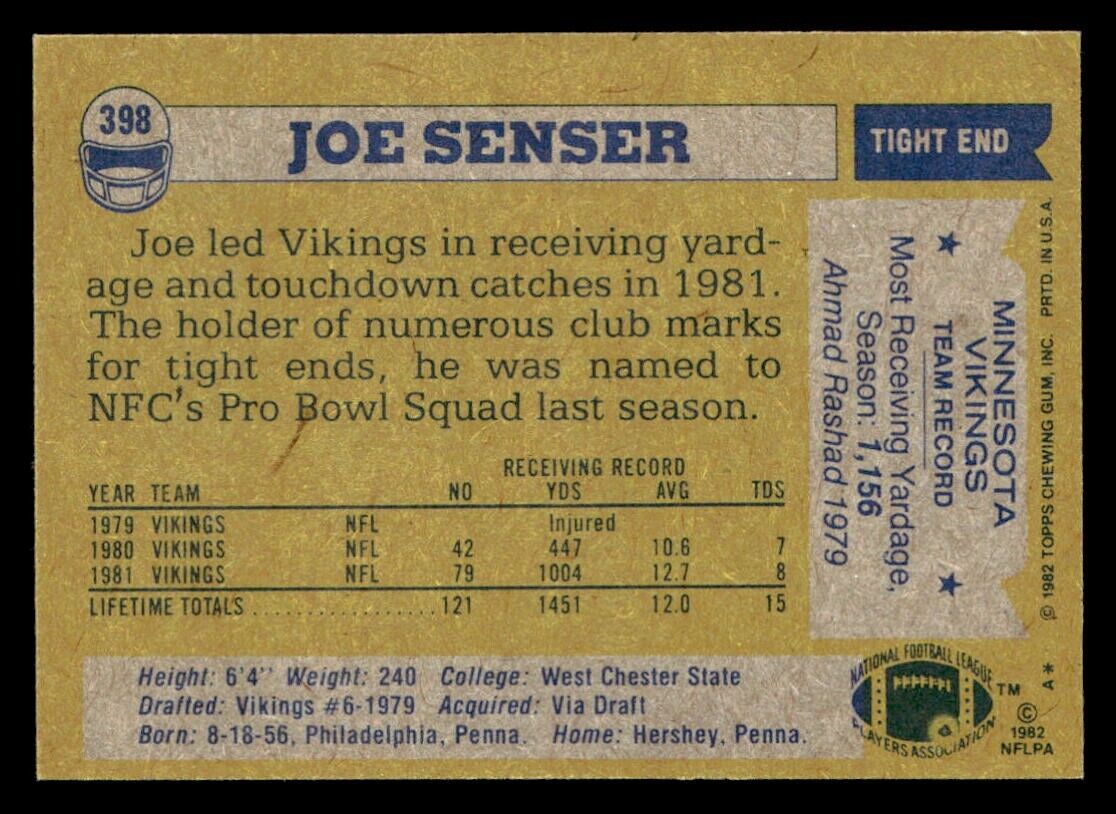 398
JOE SENSER
TIGHT END
Joe led Vikings in receiving yard-
age and touchdown catches in 1981.
The holder of numerous club marks
for tight ends, he was named to
NFC's Pro Bowl Squad last season.
RECEIVING RECORD
YEAR TEAM NO YDS AVG TDS
1979 VIKINGS NFL Injured
1980 VIKINGS NFL 42 447 10.6 7
1981 VIKINGS NFL 79 1004 12.7 8
LIFETIME TOTALS.................121 1451 12.0 15
Height: 6'4" Weight: 240 College: West Chester State
Drafted: Vikings #6-1979 Acquired: Via Draft
Born: 8-18-56, Philadelphia, Penna. Home: Hershey, Penna.
MINNESOTA
VIKINGS
★ TEAM RECORD ★
Most Receiving Yardage,
Season: 1,156
Ahmad Rashad 1979
© 1982 TOPPS CHEWING GUM, INC. PRTD. IN U.S.A.
A*
NATIONAL FOOTBALL LEAGUE
PLAYERS ASSOCIATION
TM
©
1982
NFLPA